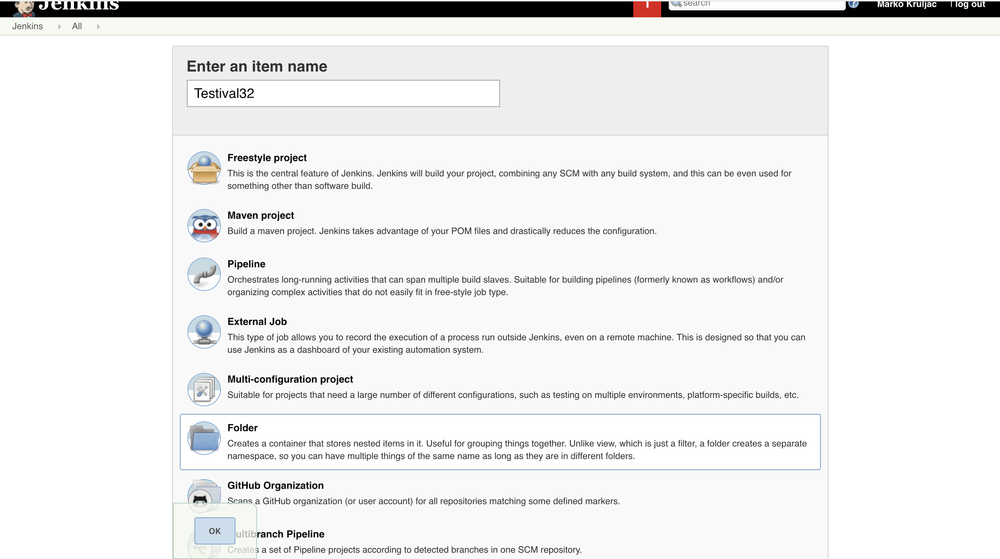 Jenkins
1
search
Marko Kruljac | log out
Jenkins All
Enter an item name
Testival32
Freestyle project
This is the central feature of Jenkins. Jenkins will build your project, combining any SCM with any build system, and this can be even used for
something other than software build.
Maven project
Build a maven project. Jenkins takes advantage of your POM files and drastically reduces the configuration.
Pipeline
Orchestrates long-running activities that can span multiple build slaves. Suitable for building pipelines (formerly known as workflows) and/or
organizing complex activities that do not easily fit in free-style job type.
External Job
This type of job allows you to record the execution of a process run outside Jenkins, even on a remote machine. This is designed so that you can
use Jenkins as a dashboard of your existing automation system.
Multi-configuration project
Suitable for projects that need a large number of different configurations, such as testing on multiple environments, platform-specific builds, etc.
Folder
Creates a container that stores nested items in it. Useful for grouping things together. Unlike view, which is just a filter, a folder creates a separate
namespace, so you can have multiple things of the same name as long as they are in different folders.
GitHub Organization
Scans a GitHub organization (or user account) for all repositories matching some defined markers.
OK
ultibranch Pipeline
Creates a set of Pipeline projects according to detected branches in one SCM repository.